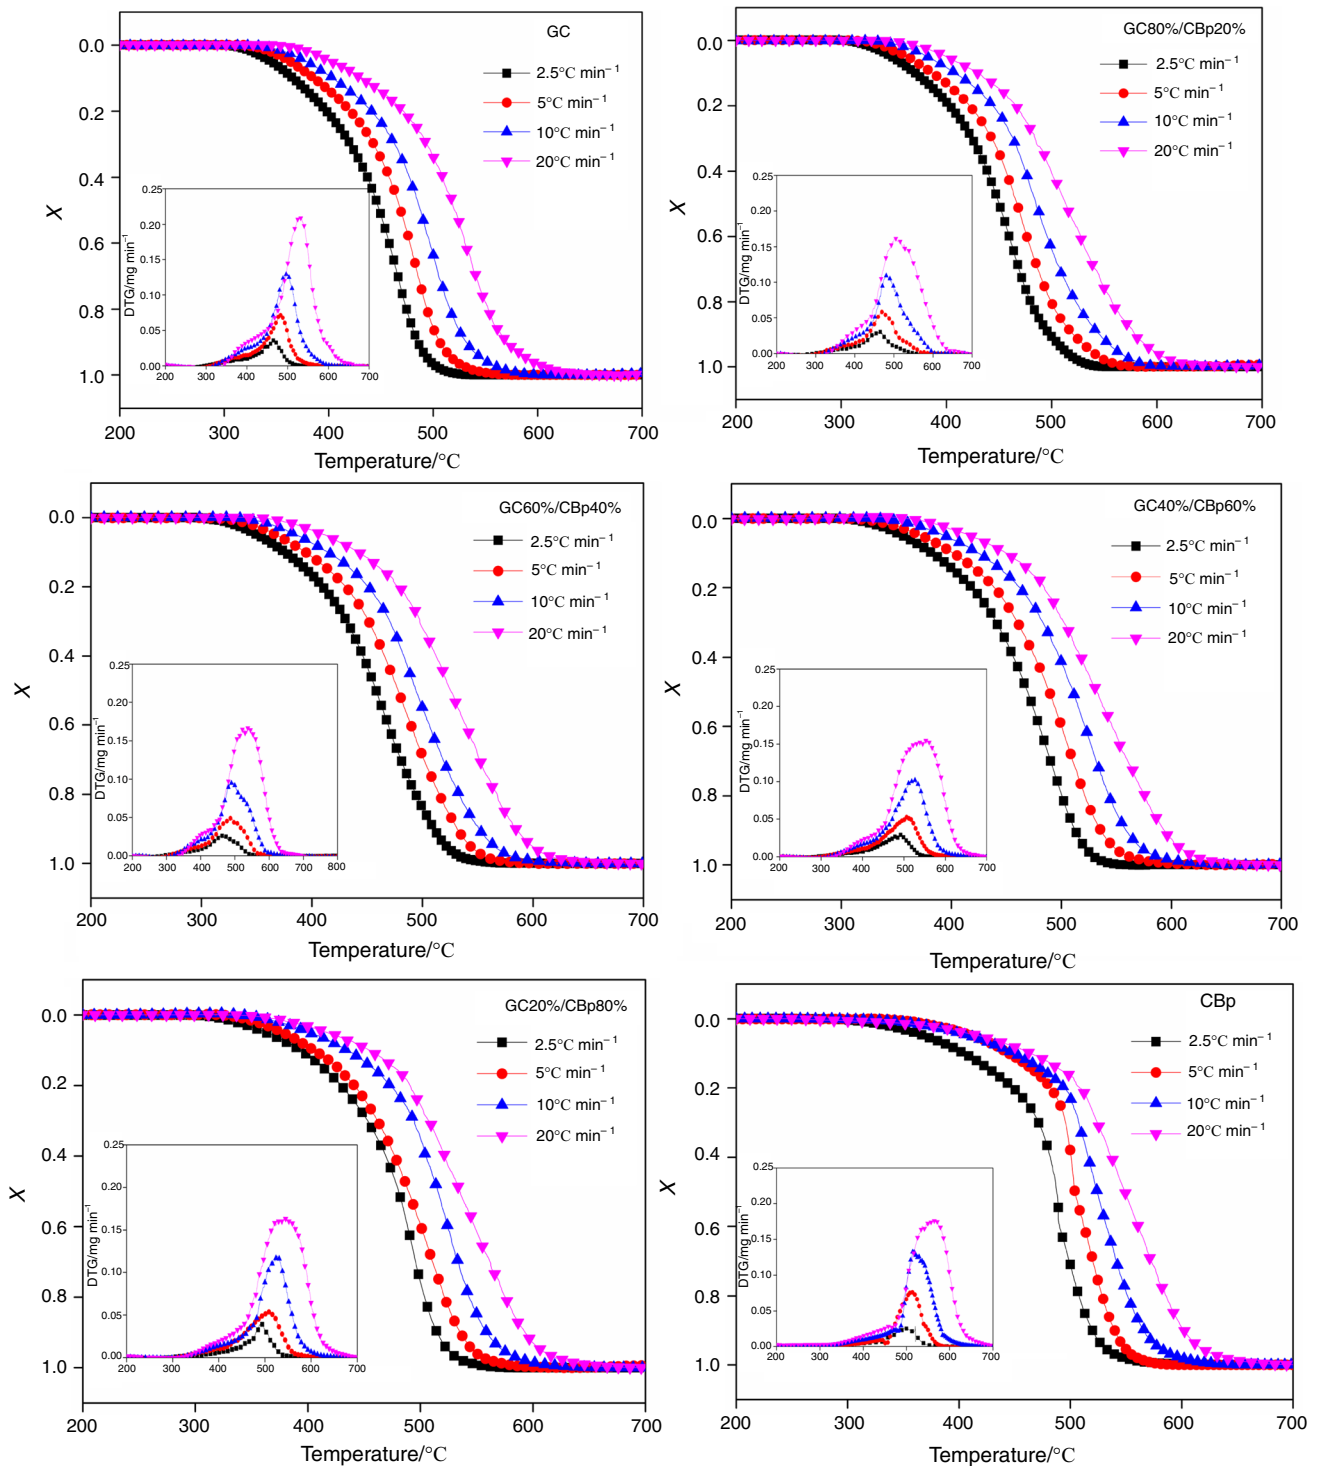 GC
2.5°C min⁻¹
5°C min⁻¹
10°C min⁻¹
20°C min⁻¹
0.0
0.2
0.4
0.6
0.8
1.0
X
200 300 400 500 600 700
Temperature/°C
DTG/mg min⁻¹
0.25
0.20
0.15
0.10
0.05
0.00
200 300 400 500 600 700
GC80%/CBp20%
2.5°C min⁻¹
5°C min⁻¹
10°C min⁻¹
20°C min⁻¹
0.0
0.2
0.4
0.6
0.8
1.0
X
200 300 400 500 600 700
Temperature/°C
DTG/mg min⁻¹
0.25
0.20
0.15
0.10
0.05
0.00
200 300 400 500 600 700
GC60%/CBp40%
2.5°C min⁻¹
5°C min⁻¹
10°C min⁻¹
20°C min⁻¹
0.0
0.2
0.4
0.6
0.8
1.0
X
200 300 400 500 600 700
Temperature/°C
DTG/mg min⁻¹
0.25
0.20
0.15
0.10
0.05
0.00
200 300 400 500 600 700 800
GC40%/CBp60%
2.5°C min⁻¹
5°C min⁻¹
10°C min⁻¹
20°C min⁻¹
0.0
0.2
0.4
0.6
0.8
1.0
X
200 300 400 500 600 700
Temperature/°C
DTG/mg min⁻¹
0.25
0.20
0.15
0.10
0.05
0.00
200 300 400 500 600 700
GC20%/CBp80%
2.5°C min⁻¹
5°C min⁻¹
10°C min⁻¹
20°C min⁻¹
0.0
0.2
0.4
0.6
0.8
1.0
X
200 300 400 500 600 700
Temperature/°C
DTG/mg min⁻¹
0.25
0.20
0.15
0.10
0.05
0.00
200 300 400 500 600 700
CBp
2.5°C min⁻¹
5°C min⁻¹
10°C min⁻¹
20°C min⁻¹
0.0
0.2
0.4
0.6
0.8
1.0
X
200 300 400 500 600 700
Temperature/°C
DTG/mg min⁻¹
0.25
0.20
0.15
0.10
0.05
0.00
200 300 400 500 600 700